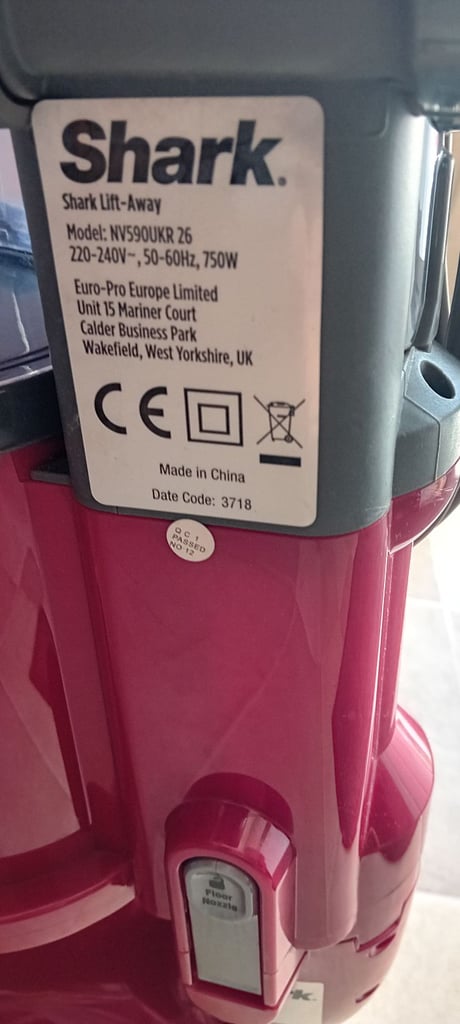 Shark.
Shark Lift-Away
Model: NV590UKR 26
220-240V~, 50-60Hz, 750W
Euro-Pro Europe Limited
Unit 15 Mariner Court
Calder Business Park
Wakefield, West Yorkshire, UK
CE
Made in China
Date Code: 3718
Q C 1
PASSED
NO 12
Floor
Nozzle